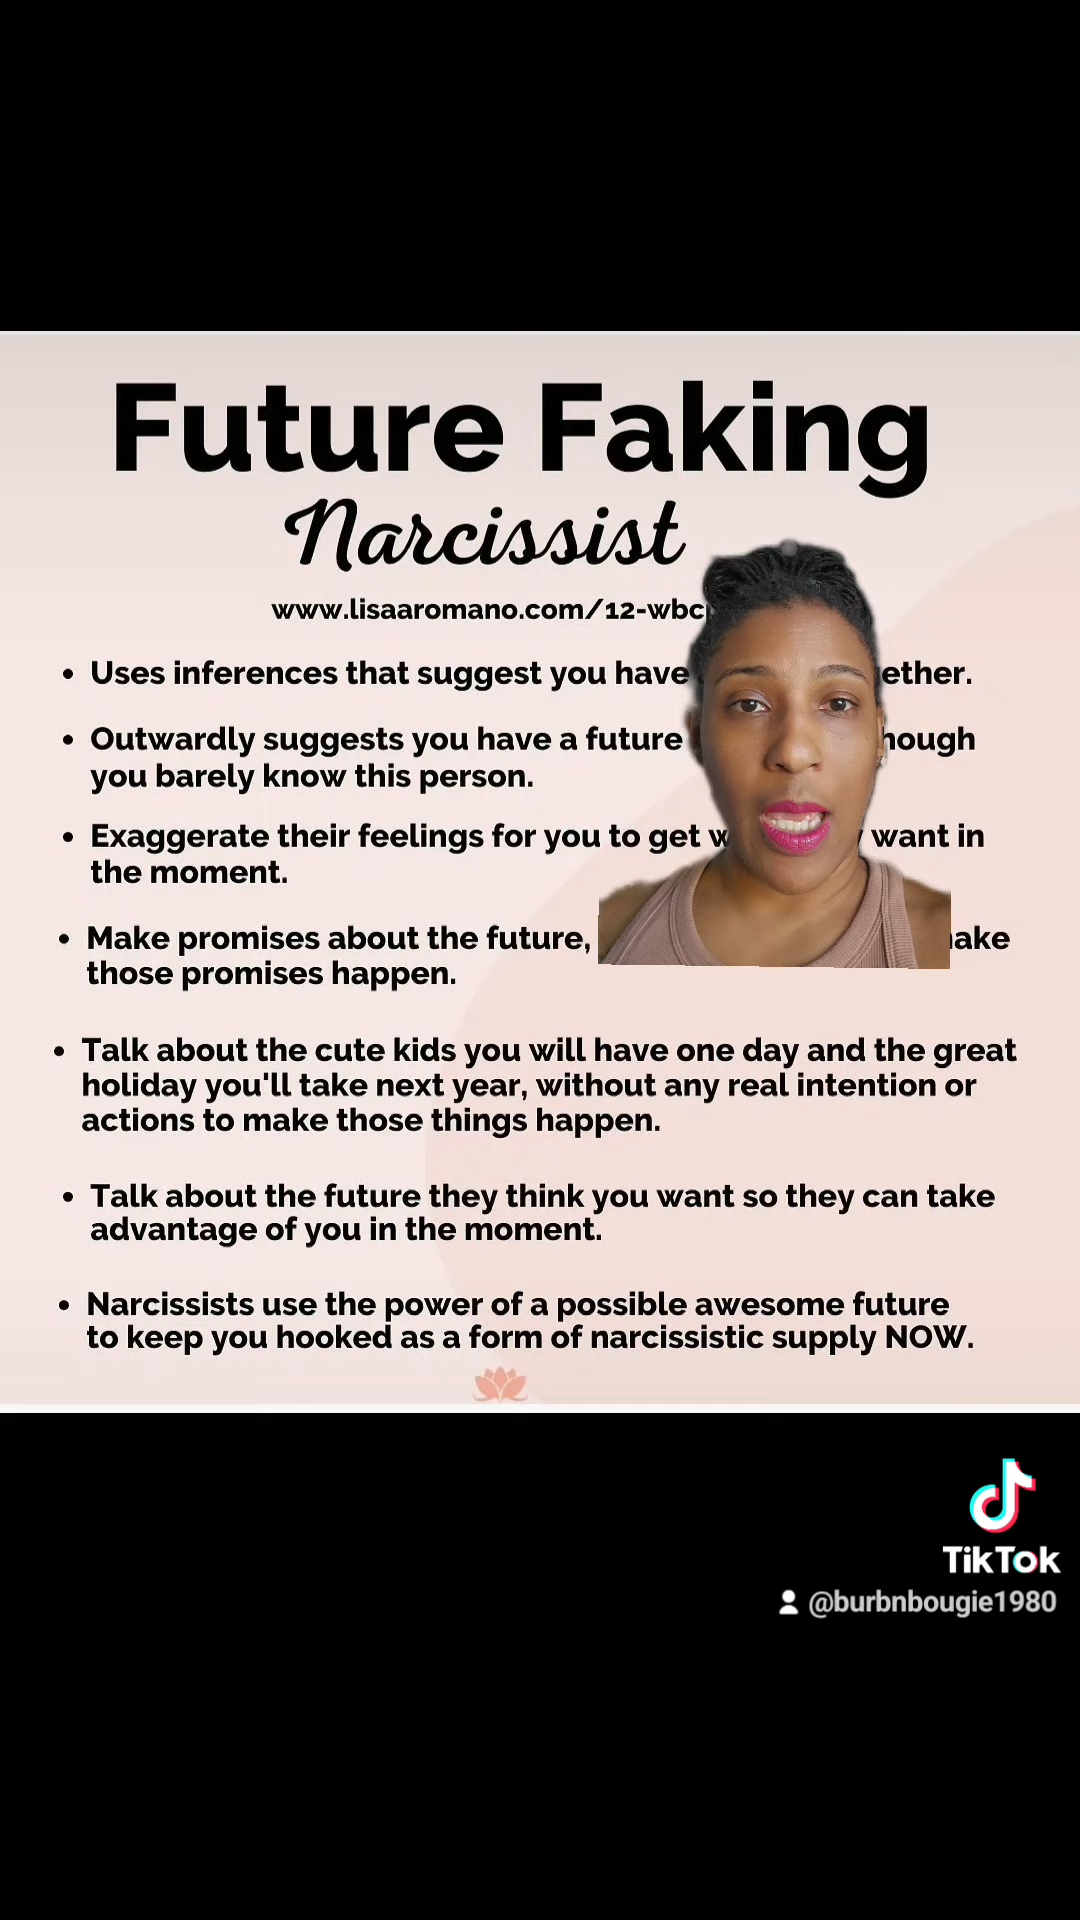 Future Faking
Narcissist
www.lisaaromano.com/12-wbc
• Uses inferences that suggest you have ether.
• Outwardly suggests you have a future hough
you barely know this person.
• Exaggerate their feelings for you to get w want in
the moment.
• Make promises about the future, ake
those promises happen.
• Talk about the cute kids you will have one day and the great
holiday you'll take next year, without any real intention or
actions to make those things happen.
• Talk about the future they think you want so they can take
advantage of you in the moment.
• Narcissists use the power of a possible awesome future
to keep you hooked as a form of narcissistic supply NOW.
TikTok
@burbnbougie1980